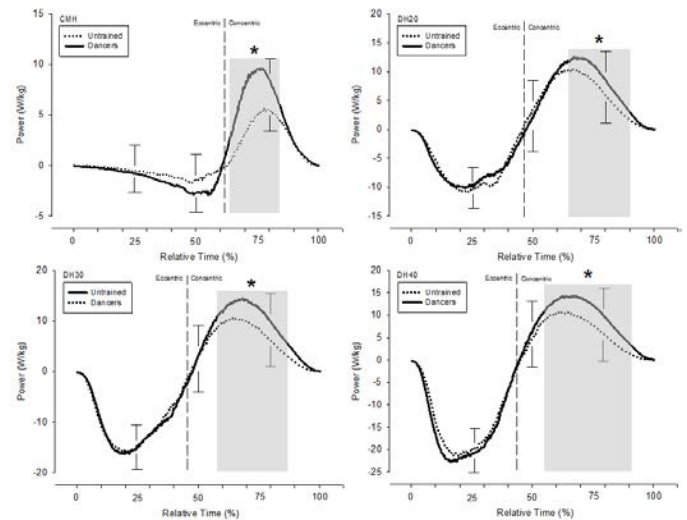 CMH
Untrained
Dancers
Eccentric
Concentric
*
Power (W/kg)
15
10
5
0
-5
0
25
50
75
100
Relative Time (%)
DH20
Untrained
Dancers
Eccentric
Concentric
*
Power (W/kg)
20
15
10
5
0
-5
-10
-15
0
25
50
75
100
Relative Time (%)
DH30
Untrained
Dancers
Eccentric
Concentric
*
Power (W/kg)
20
10
0
-10
-20
0
25
50
75
100
Relative Time (%)
DH40
Untrained
Dancers
Eccentric
Concentric
*
Power (W/kg)
20
15
10
5
0
-5
-10
-15
-20
-25
0
25
50
75
100
Relative Time (%)